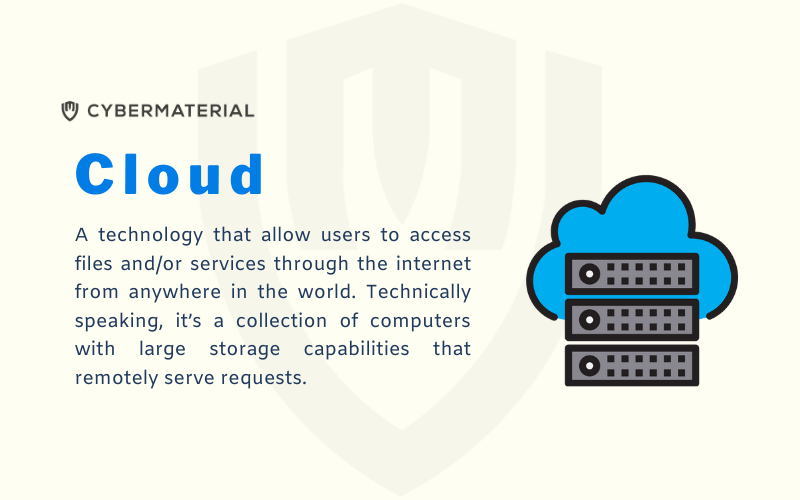 CYBERMATERIAL
Cloud
A technology that allow users to access
files and/or services through the internet
from anywhere in the world. Technically
speaking, it’s a collection of computers
with large storage capabilities that
remotely serve requests.